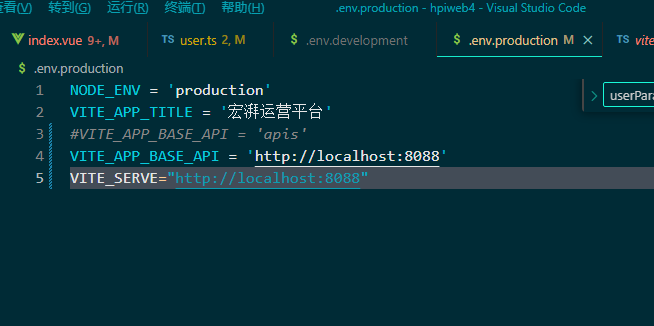 查看(V) 转到(G) 运行(R) 终端(T) 帮助(H) .env.production - hpiweb4 - Visual Studio Code
index.vue 9+, M TS user.ts 2, M $ .env.development $ .env.production M × TS vite
$ .env.production
1 NODE_ENV = 'production'
2 VITE_APP_TITLE = '宏湃运营平台'
3 #VITE_APP_BASE_API = 'apis'
4 VITE_APP_BASE_API = 'http://localhost:8088'
5 VITE_SERVE="http://localhost:8088"
> userPara